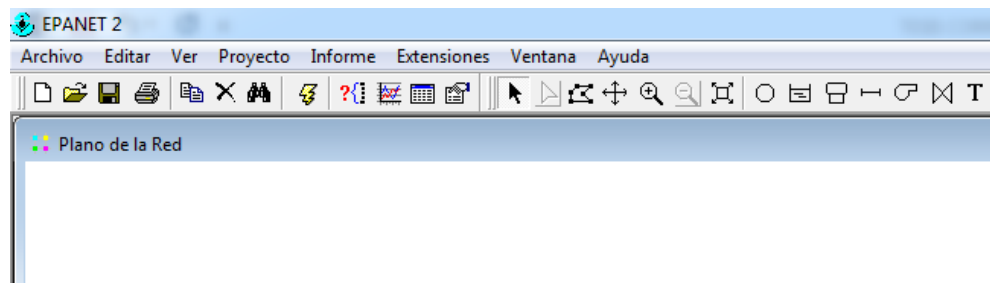 EPANET 2
Archivo Editar Ver Proyecto Informe Extensiones Ventana Ayuda
?{} T
Plano de la Red